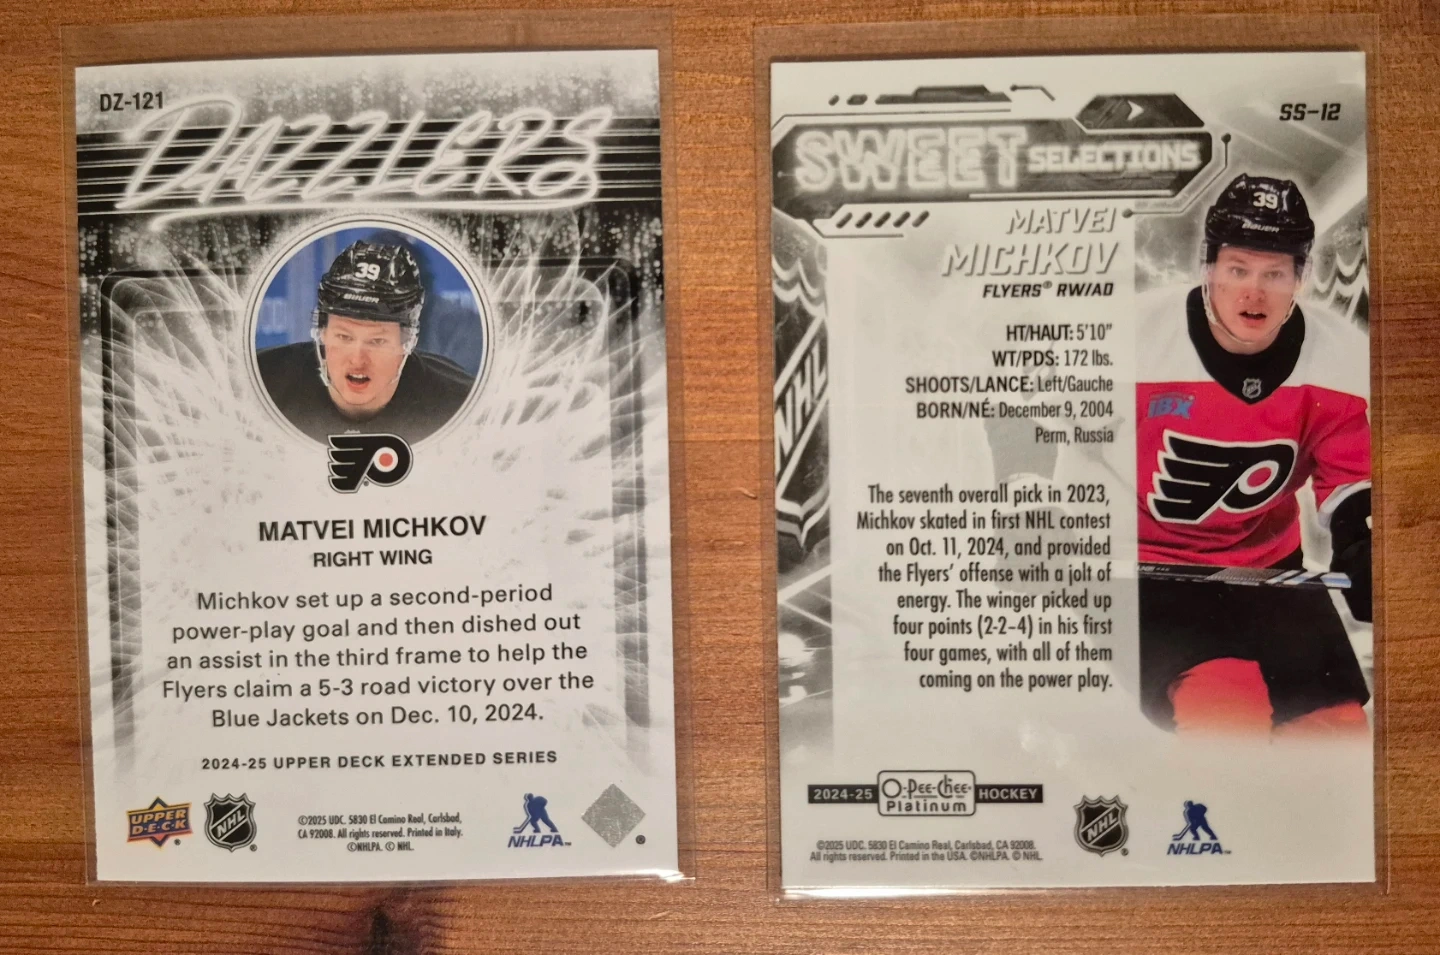 DZ-121
DAZZLERS
39
BAUER
MATVEI MICHKOV
RIGHT WING
Michkov set up a second-period
power-play goal and then dished out
an assist in the third frame to help the
Flyers claim a 5-3 road victory over the
Blue Jackets on Dec. 10, 2024.
2024-25 UPPER DECK EXTENDED SERIES
UPPER
D·E·C·K
NHL
©2025 UDC. 5830 El Camino Real, Carlsbad,
CA 92008. All rights reserved. Printed in Italy.
©NHLPA. © NHL.
NHLPA™
SS-12
SWEET SELECTIONS
39
BAUER
MATVEI
MICHKOV
FLYERS® RW/AD
HT/HAUT: 5'10"
WT/PDS: 172 lbs.
SHOOTS/LANCE: Left/Gauche
BORN/NÉ: December 9, 2004
Perm, Russia
NHL
IBX
The seventh overall pick in 2023,
Michkov skated in first NHL contest
on Oct. 11, 2024, and provided
the Flyers' offense with a jolt of
energy. The winger picked up
four points (2-2–4) in his first
four games, with all of them
coming on the power play.
2024-25 O-Pee-Chee Platinum HOCKEY
NHL
NHLPA™
©2025 UDC. 5830 El Camino Real, Carlsbad, CA 92008.
All rights reserved. Printed in the USA. ©NHLPA. © NHL.